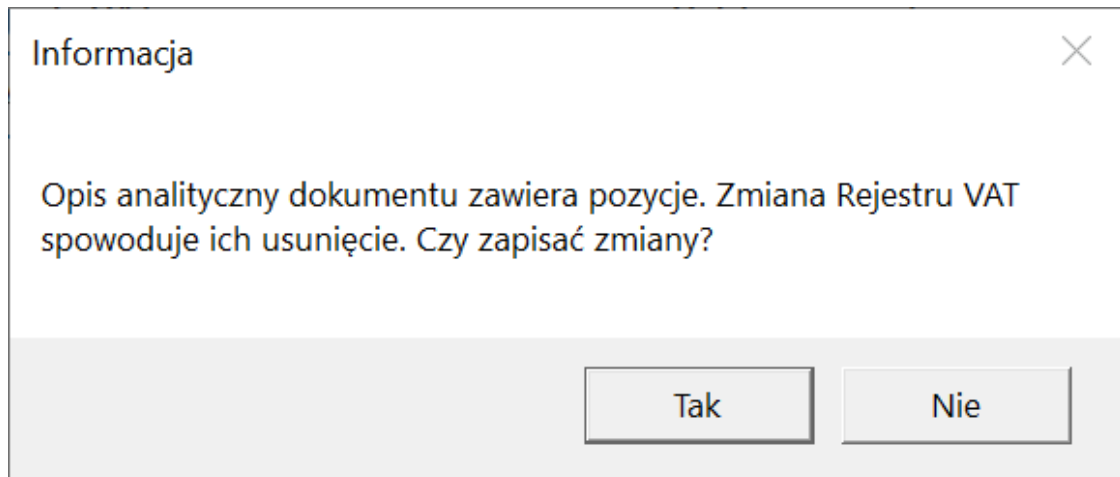 Informacja
Opis analityczny dokumentu zawiera pozycje. Zmiana Rejestru VAT
spowoduje ich usunięcie. Czy zapisać zmiany?
Tak
Nie